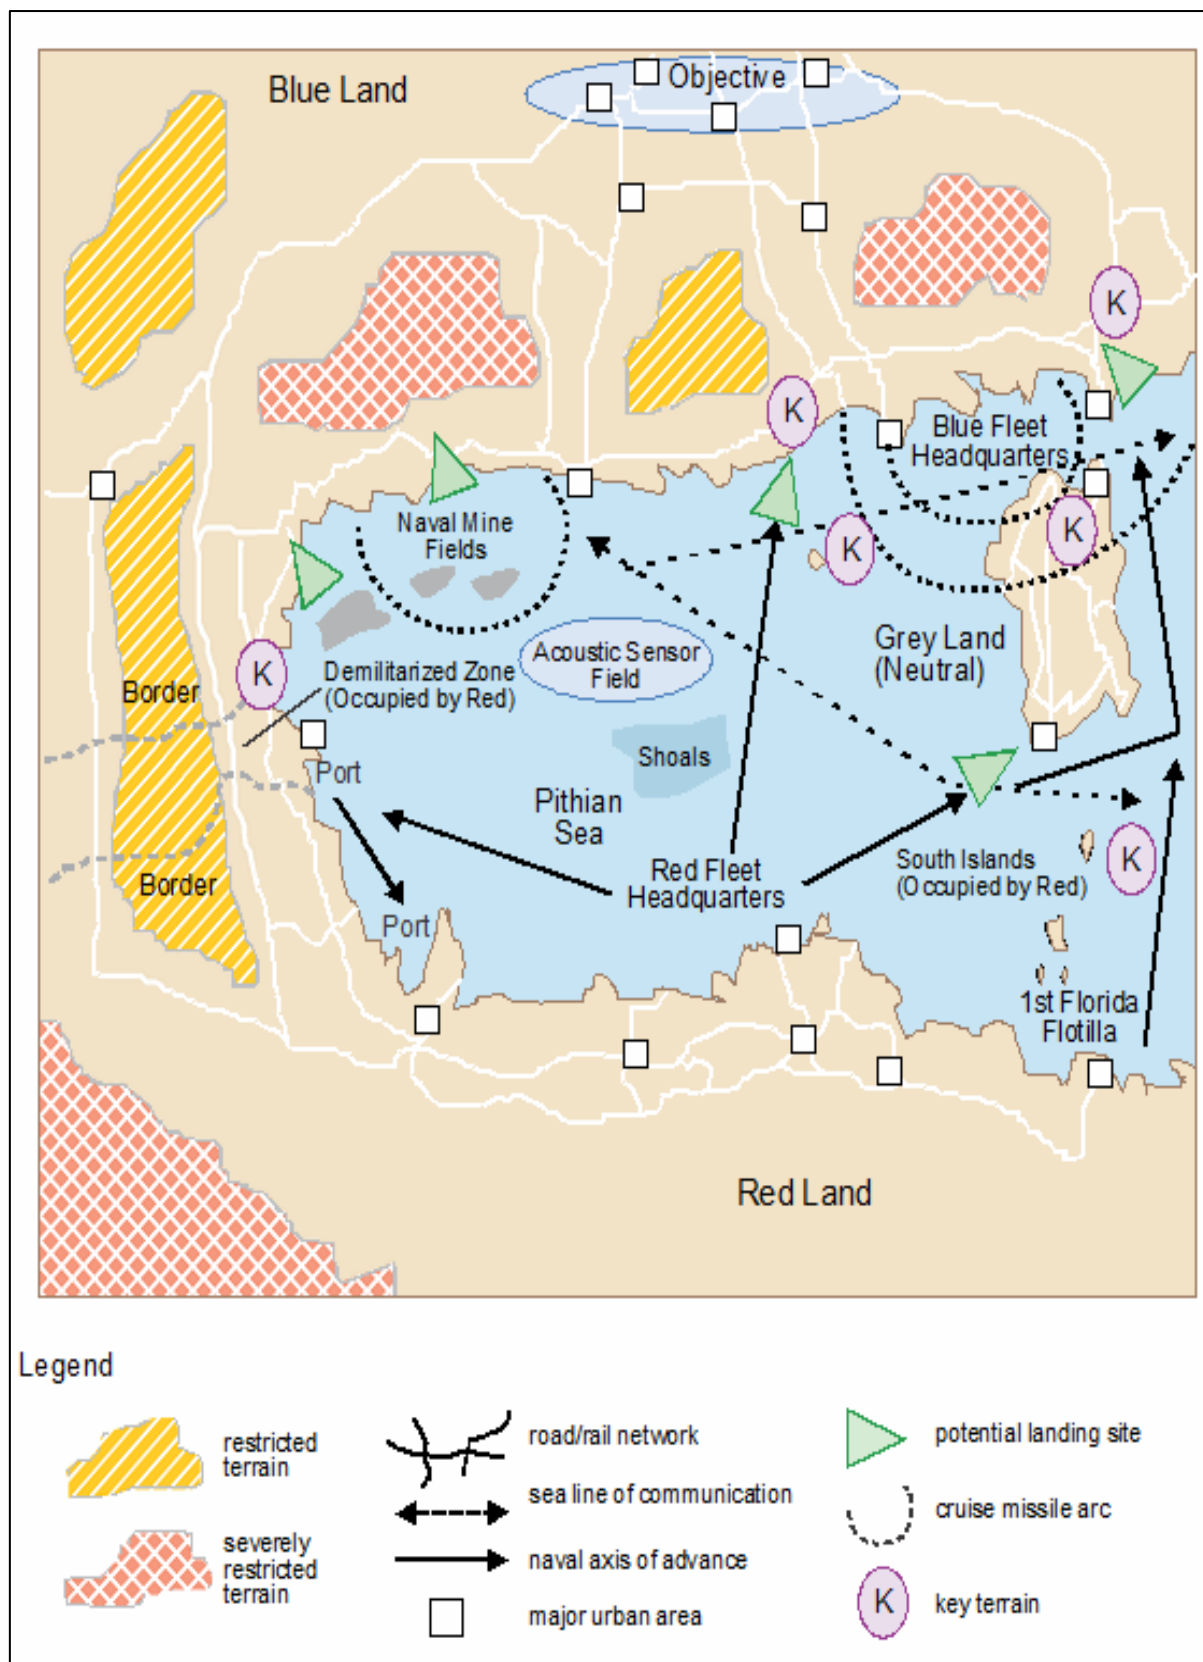 Blue Land
Objective
K
K
Blue Fleet
Headquarters
Naval Mine
Fields
K
K
Acoustic Sensor
Field
Grey Land
(Neutral)
K
Demilitarized Zone
(Occupied by Red)
Border
Shoals
Port
Pithian
Sea
K
South Islands
(Occupied by Red)
Red Fleet
Headquarters
Border
Port
1st Florida
Flotilla
Red Land
Legend
restricted
terrain
severely
restricted
terrain
road/rail network
sea line of communication
naval axis of advance
major urban area
potential landing site
cruise missile arc
K
key terrain